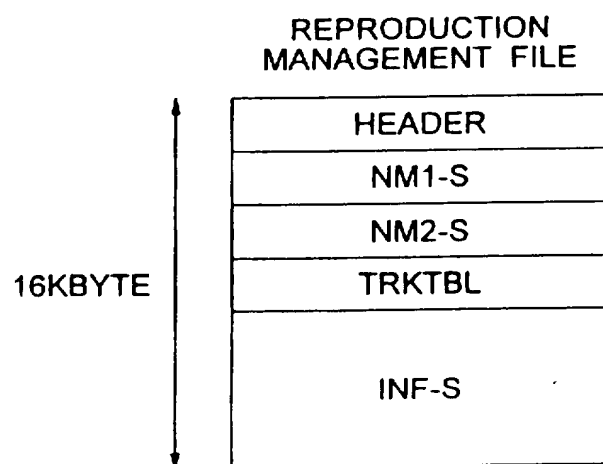 REPRODUCTION
MANAGEMENT FILE
HEADER
NM1-S
NM2-S
16KBYTE
TRKTBL
INF-S